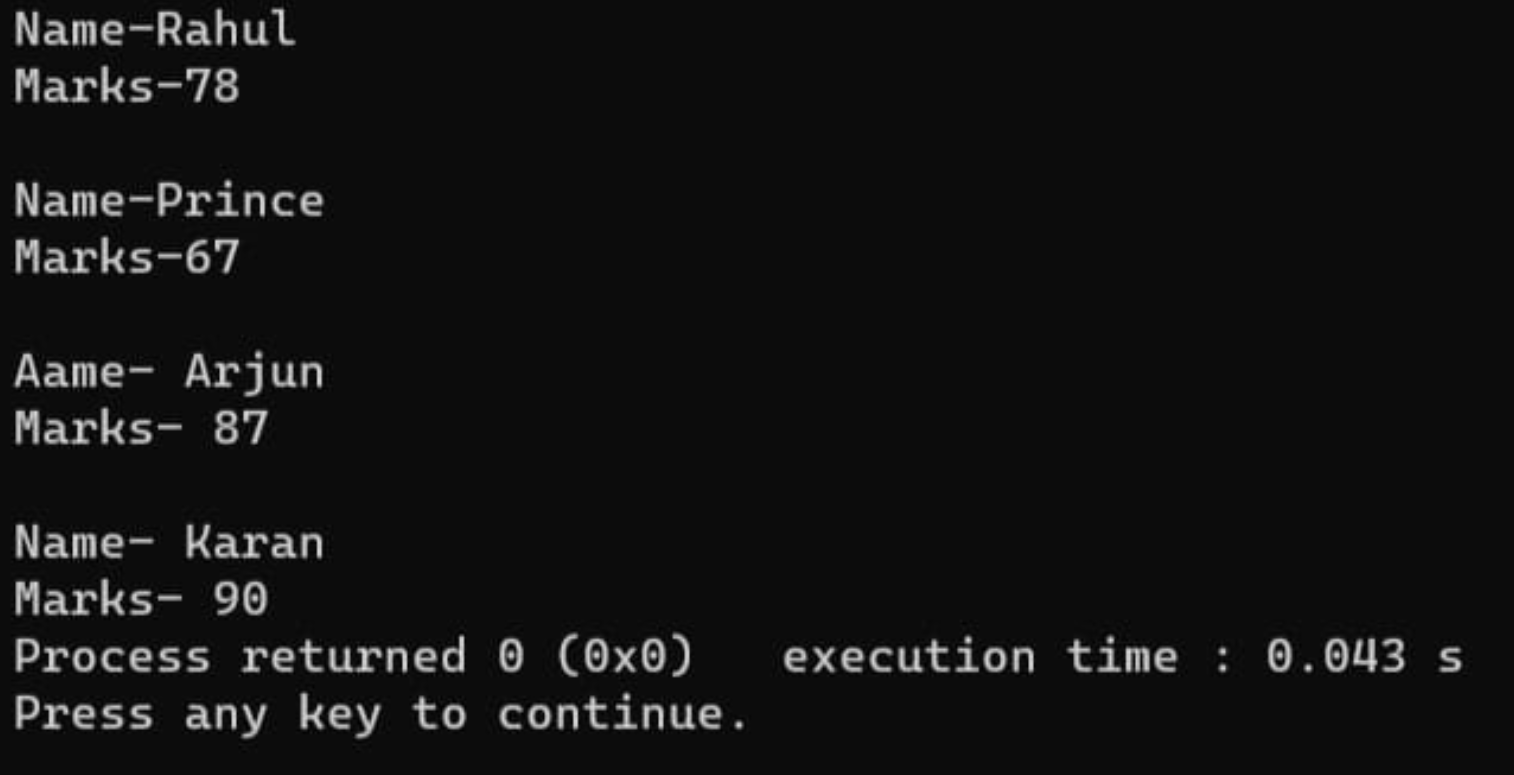 Name-Rahul
Marks-78
Name-Prince
Marks-67
Aame- Arjun
Marks- 87
Name- Karan
Marks- 90
Process returned 0 (0x0)   execution time : 0.043 s
Press any key to continue.